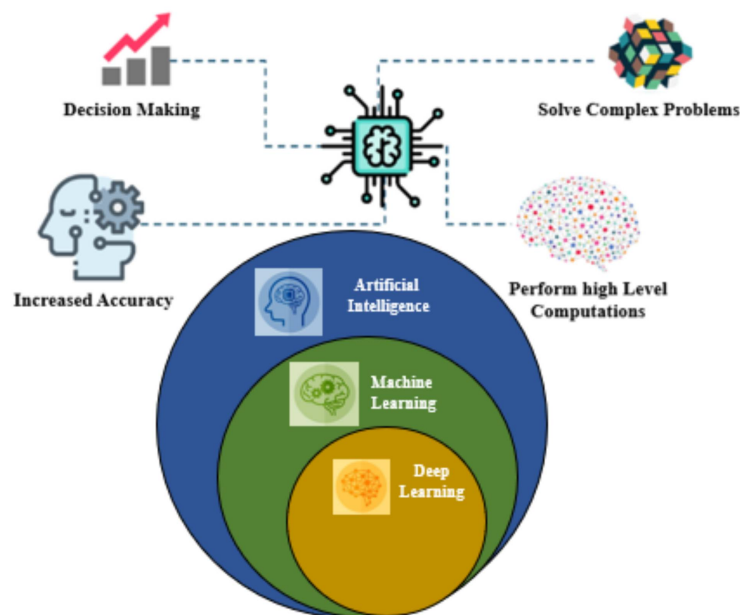 Decision Making
Solve Complex Problems
Increased Accuracy
Perform high Level
Computations
Artificial
Intelligence
Machine
Learning
Deep
Learning